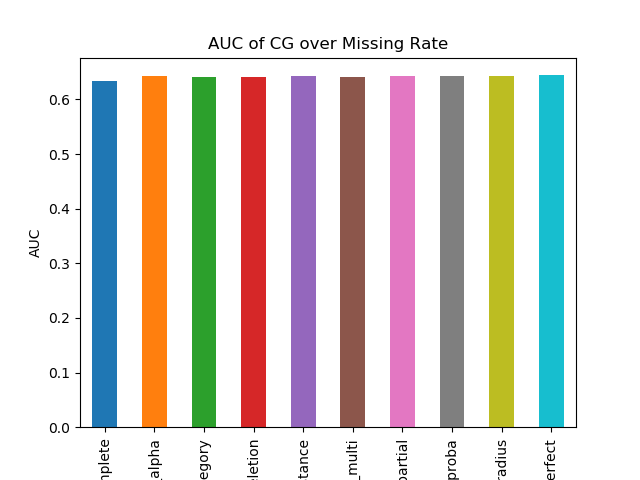 AUC of CG over Missing Rate
AUC
0.6
0.5
0.4
0.3
0.2
0.1
0.0
nplete
_alpha
egory
letion
tance
_multi
partial
proba
radius
erfect